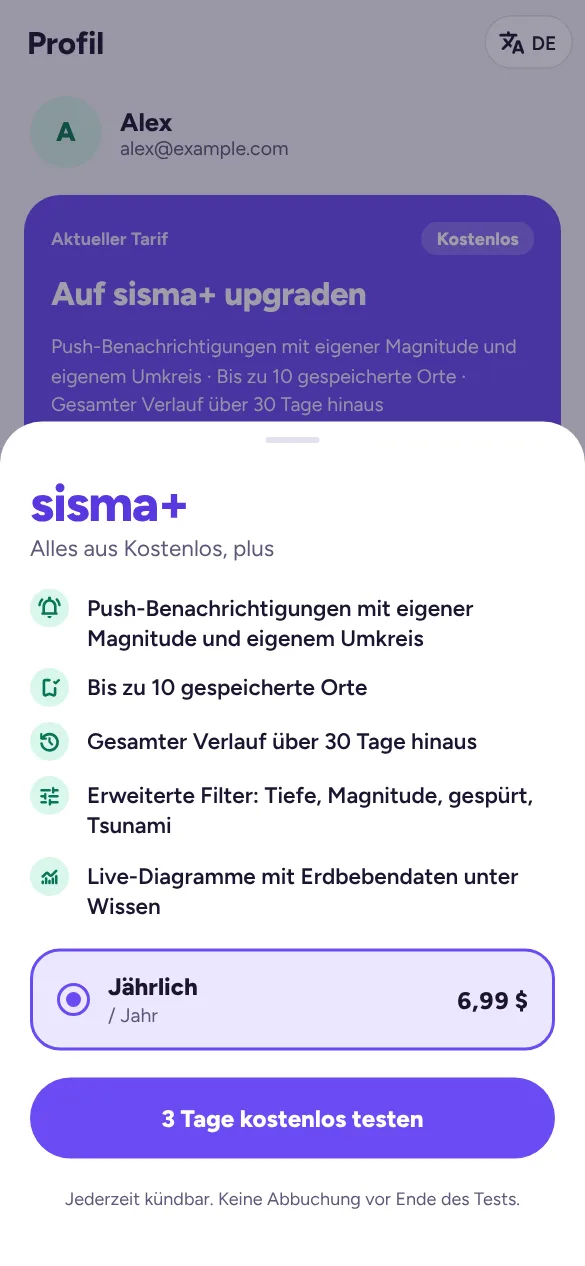 Profil
DE
A
Alex
alex@example.com
Aktueller Tarif
Kostenlos
Auf sisma+ upgraden
Push-Benachrichtigungen mit eigener Magnitude und
eigenem Umkreis · Bis zu 10 gespeicherte Orte ·
Gesamter Verlauf über 30 Tage hinaus
sisma+
Alles aus Kostenlos, plus
Push-Benachrichtigungen mit eigener
Magnitude und eigenem Umkreis
Bis zu 10 gespeicherte Orte
Gesamter Verlauf über 30 Tage hinaus
Erweiterte Filter: Tiefe, Magnitude, gespürt,
Tsunami
Live-Diagramme mit Erdbebendaten unter
Wissen
Jährlich
/ Jahr
6,99 $
3 Tage kostenlos testen
Jederzeit kündbar. Keine Abbuchung vor Ende des Tests.